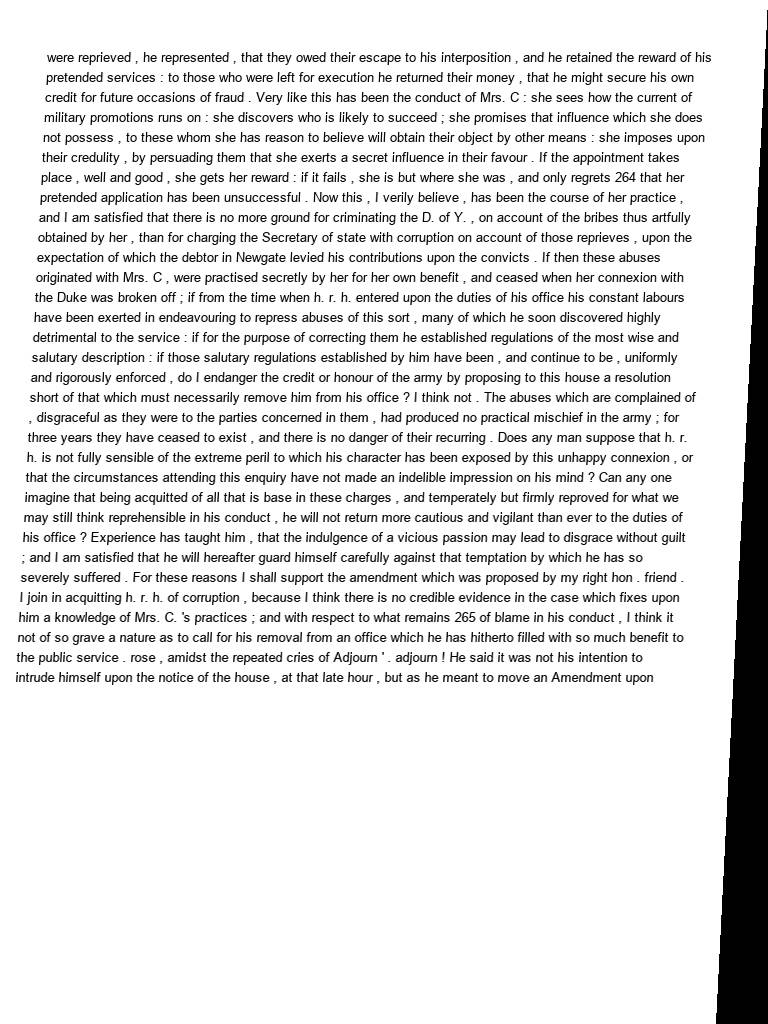 were reprieved , he represented , that they owed their escape to his interposition , and he retained the reward of his
pretended services : to those who were left for execution he returned their money , that he might secure his own
credit for future occasions of fraud . Very like this has been the conduct of Mrs. C : she sees how the current of
military promotions runs on : she discovers who is likely to succeed ; she promises that influence which she does
not possess , to these whom she has reason to believe will obtain their object by other means : she imposes upon
their credulity , by persuading them that she exerts a secret influence in their favour . If the appointment takes
place , well and good , she gets her reward : if it fails , she is but where she was , and only regrets 264 that her
pretended application has been unsuccessful . Now this , I verily believe , has been the course of her practice ,
and I am satisfied that there is no more ground for criminating the D. of Y. , on account of the bribes thus artfully
obtained by her , than for charging the Secretary of state with corruption on account of those reprieves , upon the
expectation of which the debtor in Newgate levied his contributions upon the convicts . If then these abuses
originated with Mrs. C , were practised secretly by her for her own benefit , and ceased when her connexion with
the Duke was broken off ; if from the time when h. r. h. entered upon the duties of his office his constant labours
have been exerted in endeavouring to repress abuses of this sort , many of which he soon discovered highly
detrimental to the service : if for the purpose of correcting them he established regulations of the most wise and
salutary description : if those salutary regulations established by him have been , and continue to be , uniformly
and rigorously enforced , do I endanger the credit or honour of the army by proposing to this house a resolution
short of that which must necessarily remove him from his office ? I think not . The abuses which are complained of
, disgraceful as they were to the parties concerned in them , had produced no practical mischief in the army ; for
three years they have ceased to exist , and there is no danger of their recurring . Does any man suppose that h. r.
h. is not fully sensible of the extreme peril to which his character has been exposed by this unhappy connexion , or
that the circumstances attending this enquiry have not made an indelible impression on his mind ? Can any one
imagine that being acquitted of all that is base in these charges , and temperately but firmly reproved for what we
may still think reprehensible in his conduct , he will not return more cautious and vigilant than ever to the duties of
his office ? Experience has taught him , that the indulgence of a vicious passion may lead to disgrace without guilt
; and I am satisfied that he will hereafter guard himself carefully against that temptation by which he has so
severely suffered . For these reasons I shall support the amendment which was proposed by my right hon . friend .
I join in acquitting h. r. h. of corruption , because I think there is no credible evidence in the case which fixes upon
him a knowledge of Mrs. C. 's practices ; and with respect to what remains 265 of blame in his conduct , I think it
not of so grave a nature as to call for his removal from an office which he has hitherto filled with so much benefit to
the public service . rose , amidst the repeated cries of Adjourn ' . adjourn ! He said it was not his intention to
intrude himself upon the notice of the house , at that late hour , but as he meant to move an Amendment upon